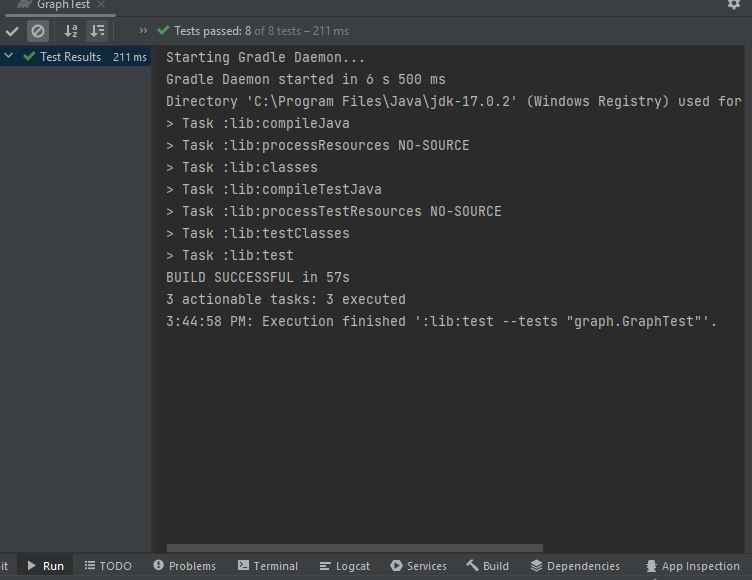 GraphTest
Tests passed: 8 of 8 tests – 211 ms
Test Results 211 ms
Starting Gradle Daemon...
Gradle Daemon started in 6 s 500 ms
Directory 'C:\Program Files\Java\jdk-17.0.2' (Windows Registry) used for
> Task :lib:compileJava
> Task :lib:processResources NO-SOURCE
> Task :lib:classes
> Task :lib:compileTestJava
> Task :lib:processTestResources NO-SOURCE
> Task :lib:testClasses
> Task :lib:test
BUILD SUCCESSFUL in 57s
3 actionable tasks: 3 executed
3:44:58 PM: Execution finished ':lib:test --tests "graph.GraphTest"'.
it Run TODO Problems Terminal Logcat Services Build Dependencies App Inspection